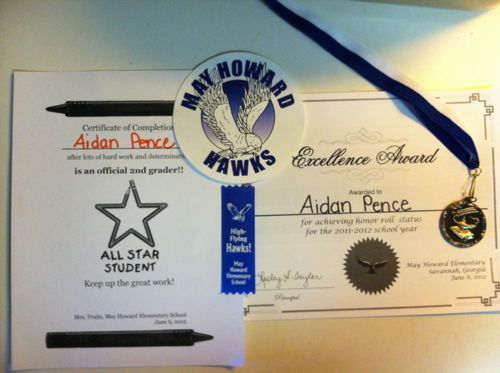 Certificate of Completion
Aidan Pence
after lots of hard work and determination
is an official 2nd grader!!
ALL STAR
STUDENT
Keep up the great work!
Mrs. Pruitt, May Howard Elementary School
June 6, 2012
MAY HOWARD
HAWKS
High-
Flying
Hawks!
May
Howard
Elementary
School
Excellence Award
Awarded to
Aidan Pence
for achieving honor roll status
for the 2011-2012 school year
May Howard Elementary
Savannah, Georgia
June 6, 2012
Principal